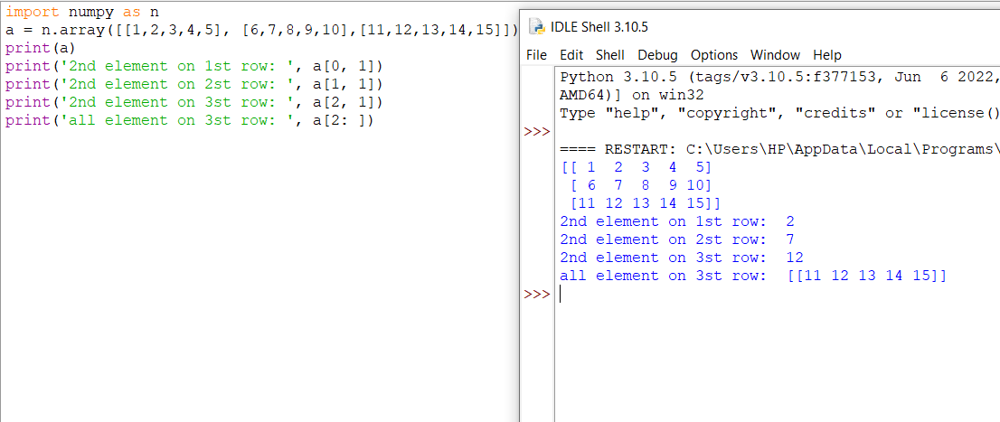 import numpy as n
a = n.array([[1,2,3,4,5], [6,7,8,9,10],[11,12,13,14,15]])
print(a)
print('2nd element on 1st row: ', a[0, 1])
print('2nd element on 2st row: ', a[1, 1])
print('2nd element on 3st row: ', a[2, 1])
print('all element on 3st row: ', a[2: ])
IDLE Shell 3.10.5
File Edit Shell Debug Options Window Help
Python 3.10.5 (tags/v3.10.5:f377153, Jun  6 2022,
AMD64)] on win32
Type "help", "copyright", "credits" or "license()
>>>
==== RESTART: C:\Users\HP\AppData\Local\Programs\
[[ 1  2  3  4  5]
 [ 6  7  8  9 10]
 [11 12 13 14 15]]
2nd element on 1st row:  2
2nd element on 2st row:  7
2nd element on 3st row:  12
all element on 3st row:  [[11 12 13 14 15]]
>>>